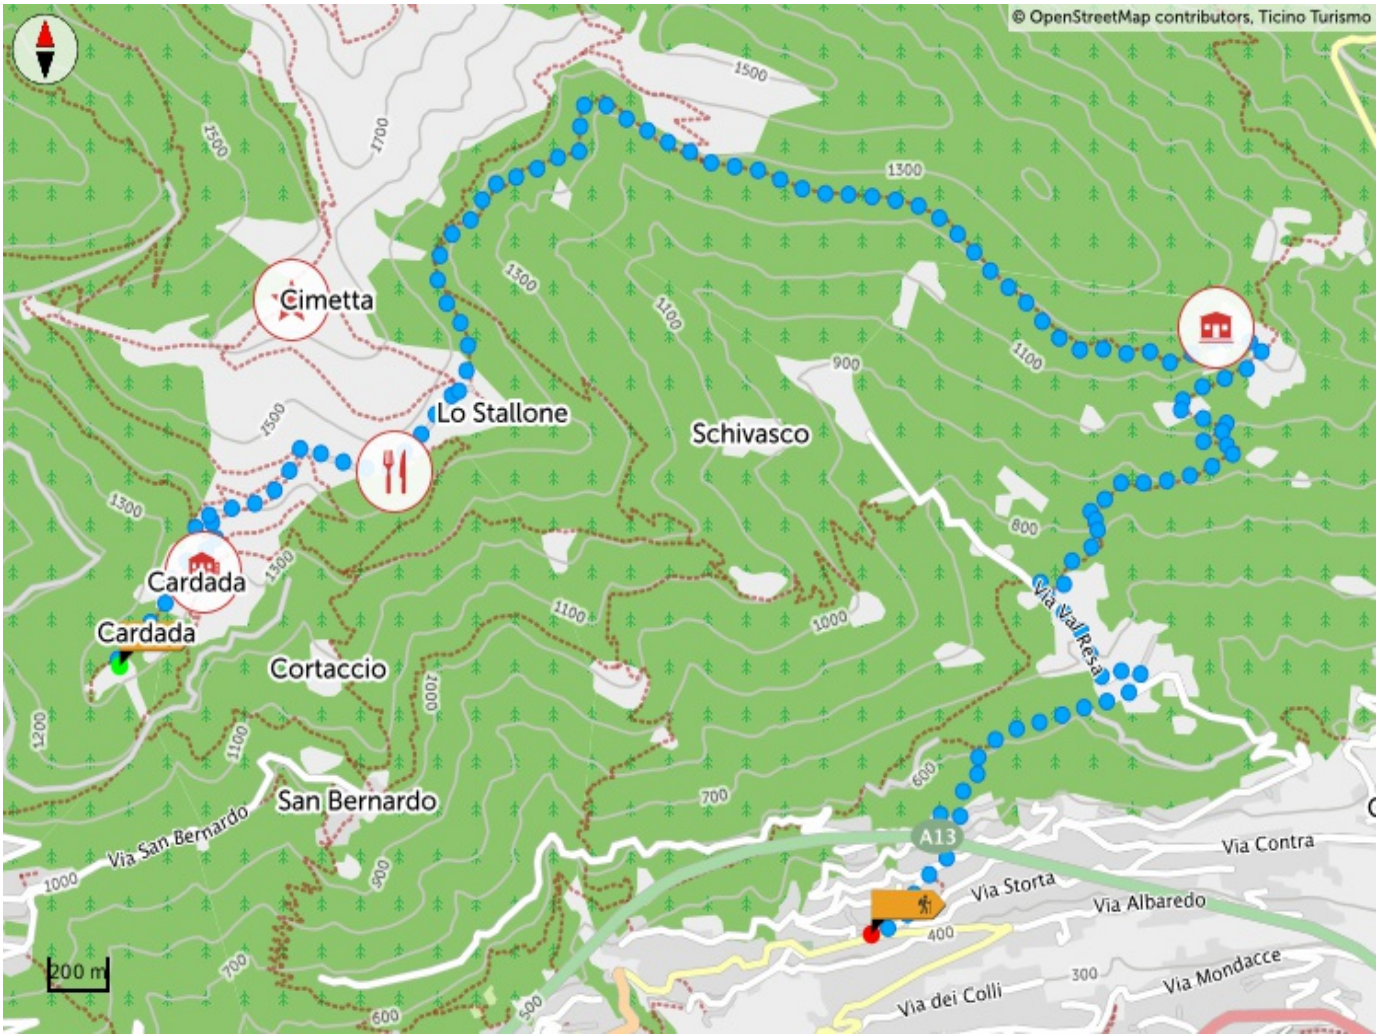 © OpenStreetMap contributors, Ticino Turismo
1500
1500
1700
1300
1300
Cimetta
1100
1100
900
Lo Stallone
1500
Schivasco
1300
800
1300
Cardada
Via Val Resa
1100
1000
Cardada
Cortaccio
1000
1200
1100
600
700
San Bernardo
Via San Bernardo
A13
Via Contra
1000
900
Via Storta
Via Albaredo
400
700
200 m
300
Via Mondacce
Via dei Colli
500
600